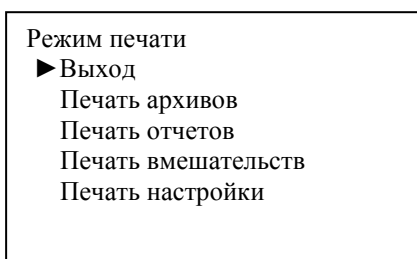 Режим печати
►Выход
Печать архивов
Печать отчетов
Печать вмешательств
Печать настройки